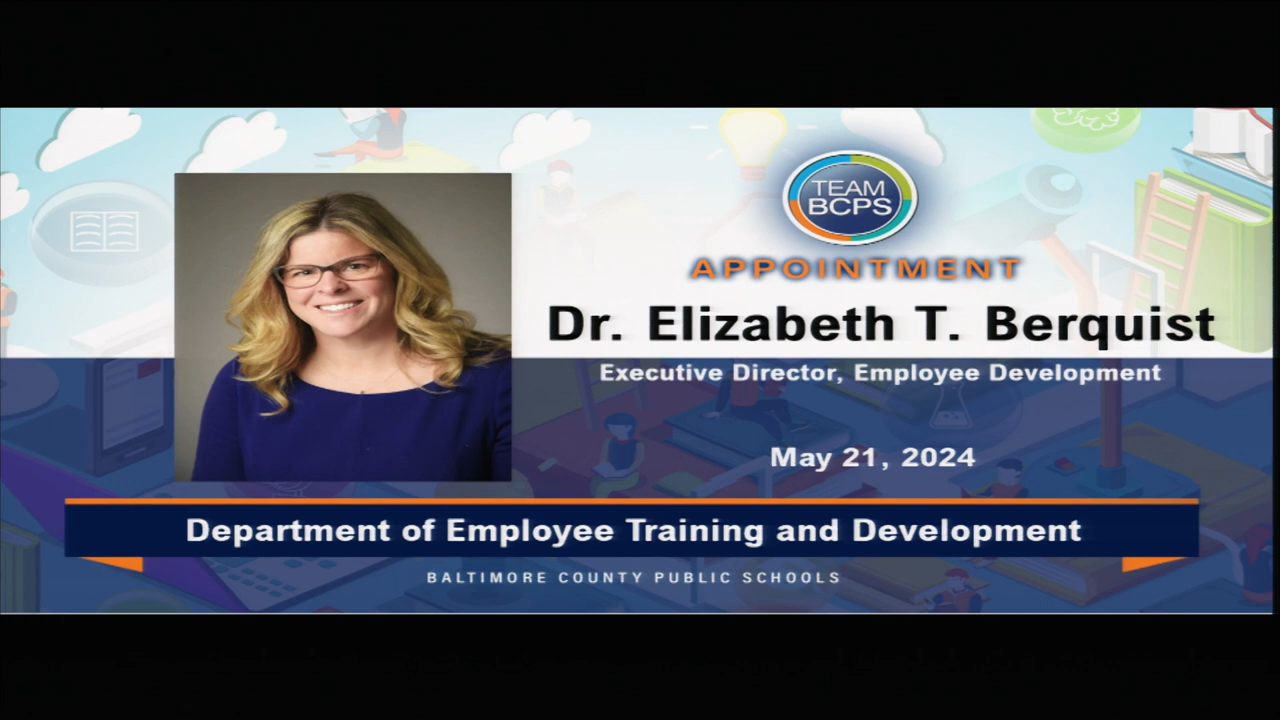 TEAM
BCPS
APPOINTMENT
Dr. Elizabeth T. Berquist
Executive Director, Employee Development
May 21, 2024
Department of Employee Training and Development
BALTIMORE COUNTY PUBLIC SCHOOLS